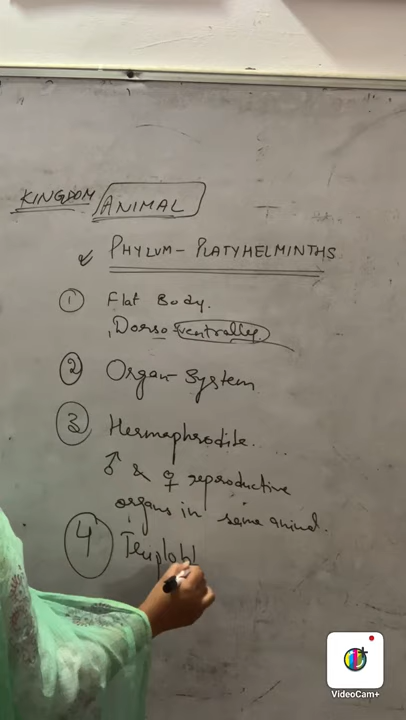 KINGDOM ANIMAL
✓ PHYLUM - PLATYHELMINTHS
① Flat Body.
Dorso ventrally
② Organ-System
③ Hermaphrodite...
♂ & ♀ reproductive
organs in same animal.
④
VideoCam+